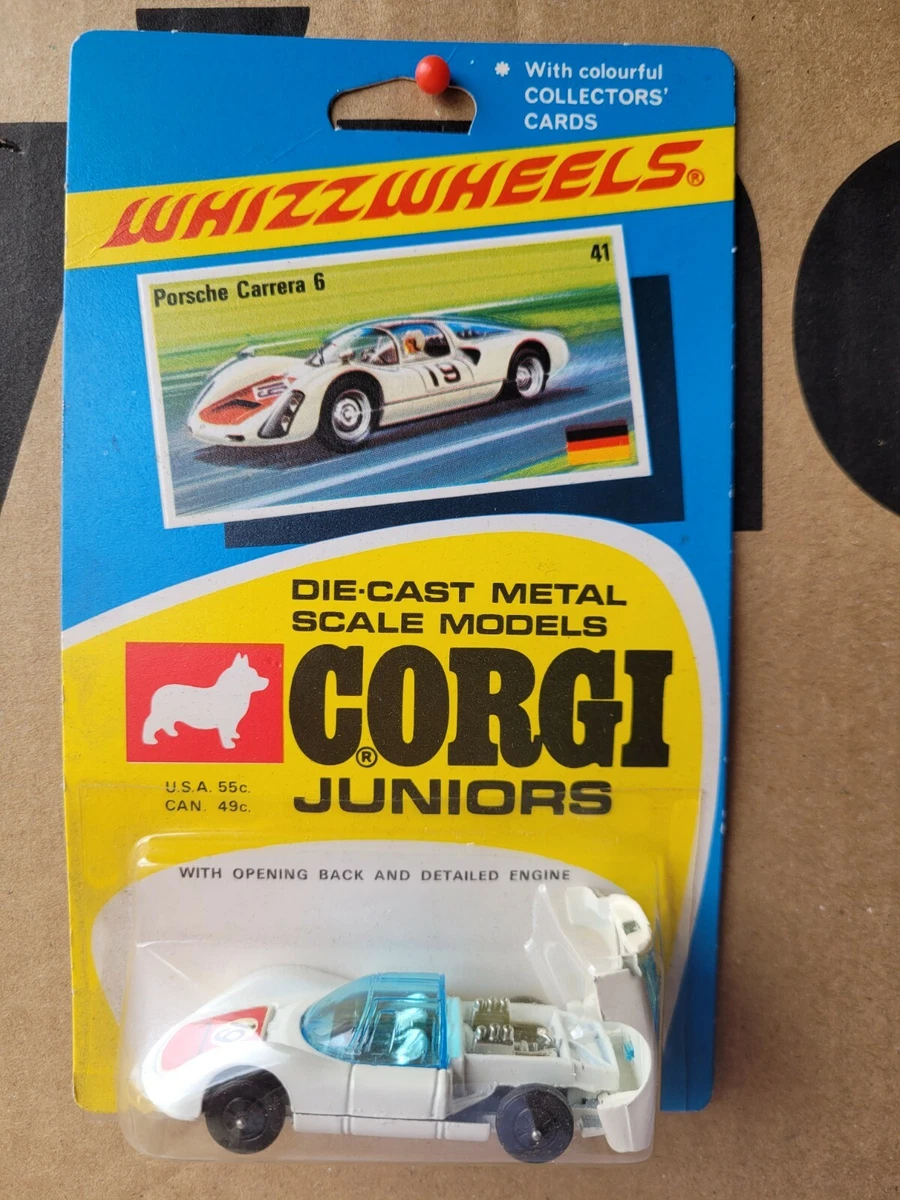 * With colourful
COLLECTORS'
CARDS
WHIZZWHEELS®
Porsche Carrera 6
41
19
DIE-CAST METAL
SCALE MODELS
CORGI®
JUNIORS
U.S.A. 55c.
CAN. 49c.
WITH OPENING BACK AND DETAILED ENGINE